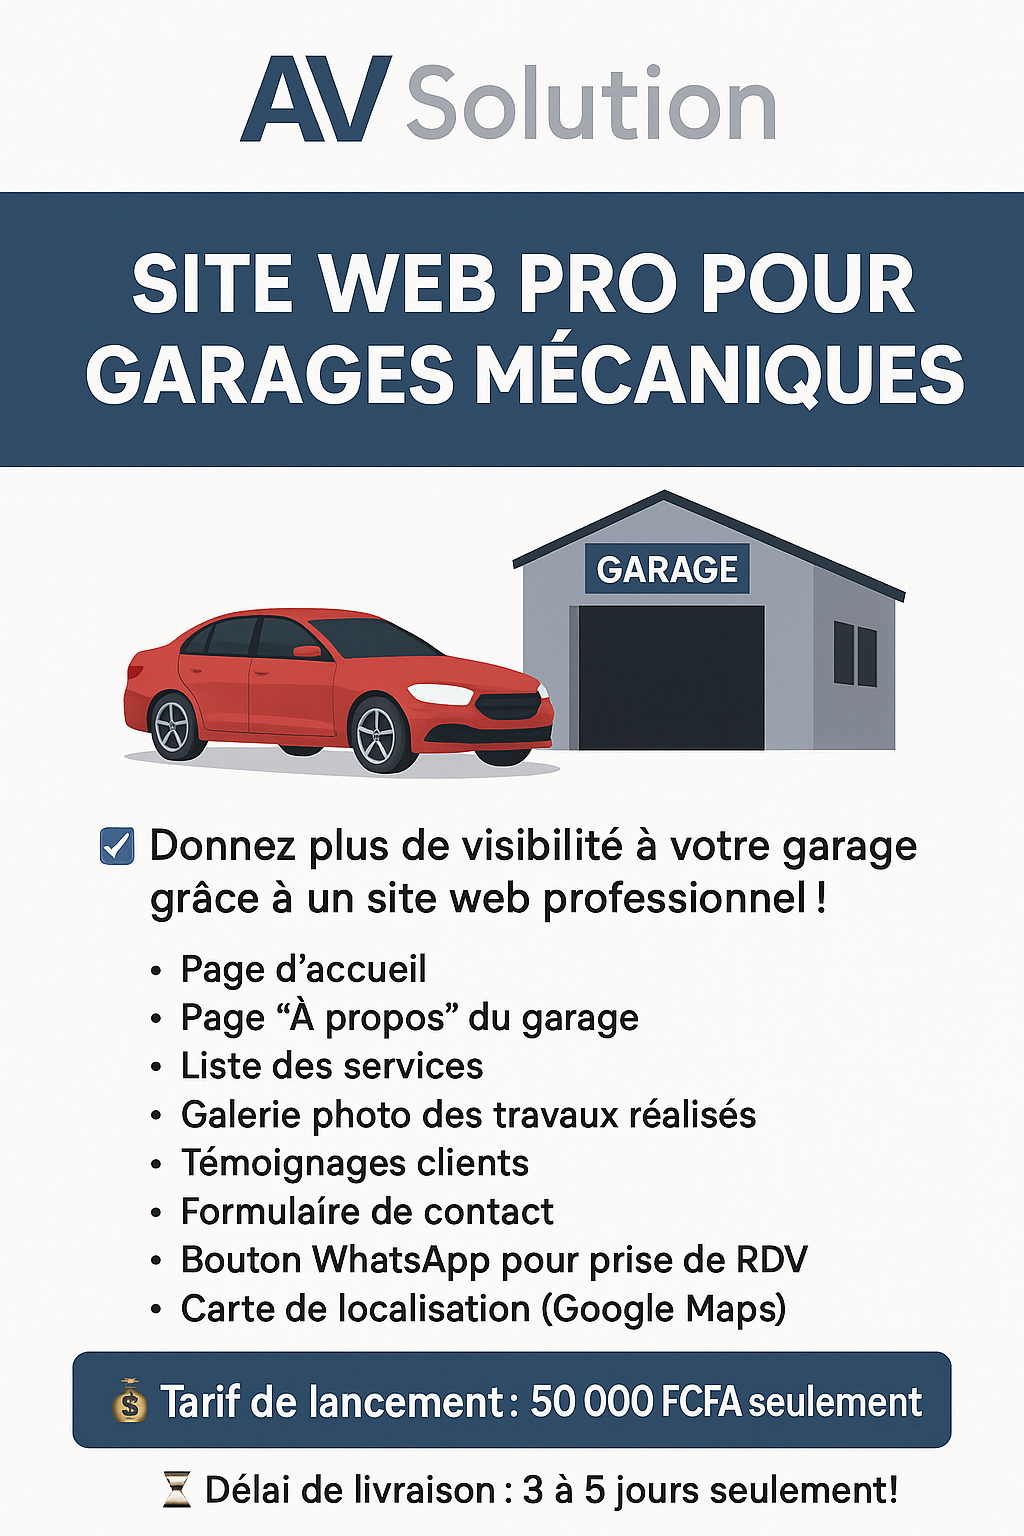 AV Solution
SITE WEB PRO POUR
GARAGES MÉCANIQUES
GARAGE
Donnez plus de visibilité à votre garage
grâce à un site web professionnel !
• Page d’accueil
• Page “À propos” du garage
• Liste des services
• Galerie photo des travaux réalisés
• Témoignages clients
• Formulaíre de contact
• Bouton WhatsApp pour prise de RDV
• Carte de localisation (Google Maps)
Tarif de lancement : 50 000 FCFA seulement
Délai de livraison : 3 à 5 jours seulement!